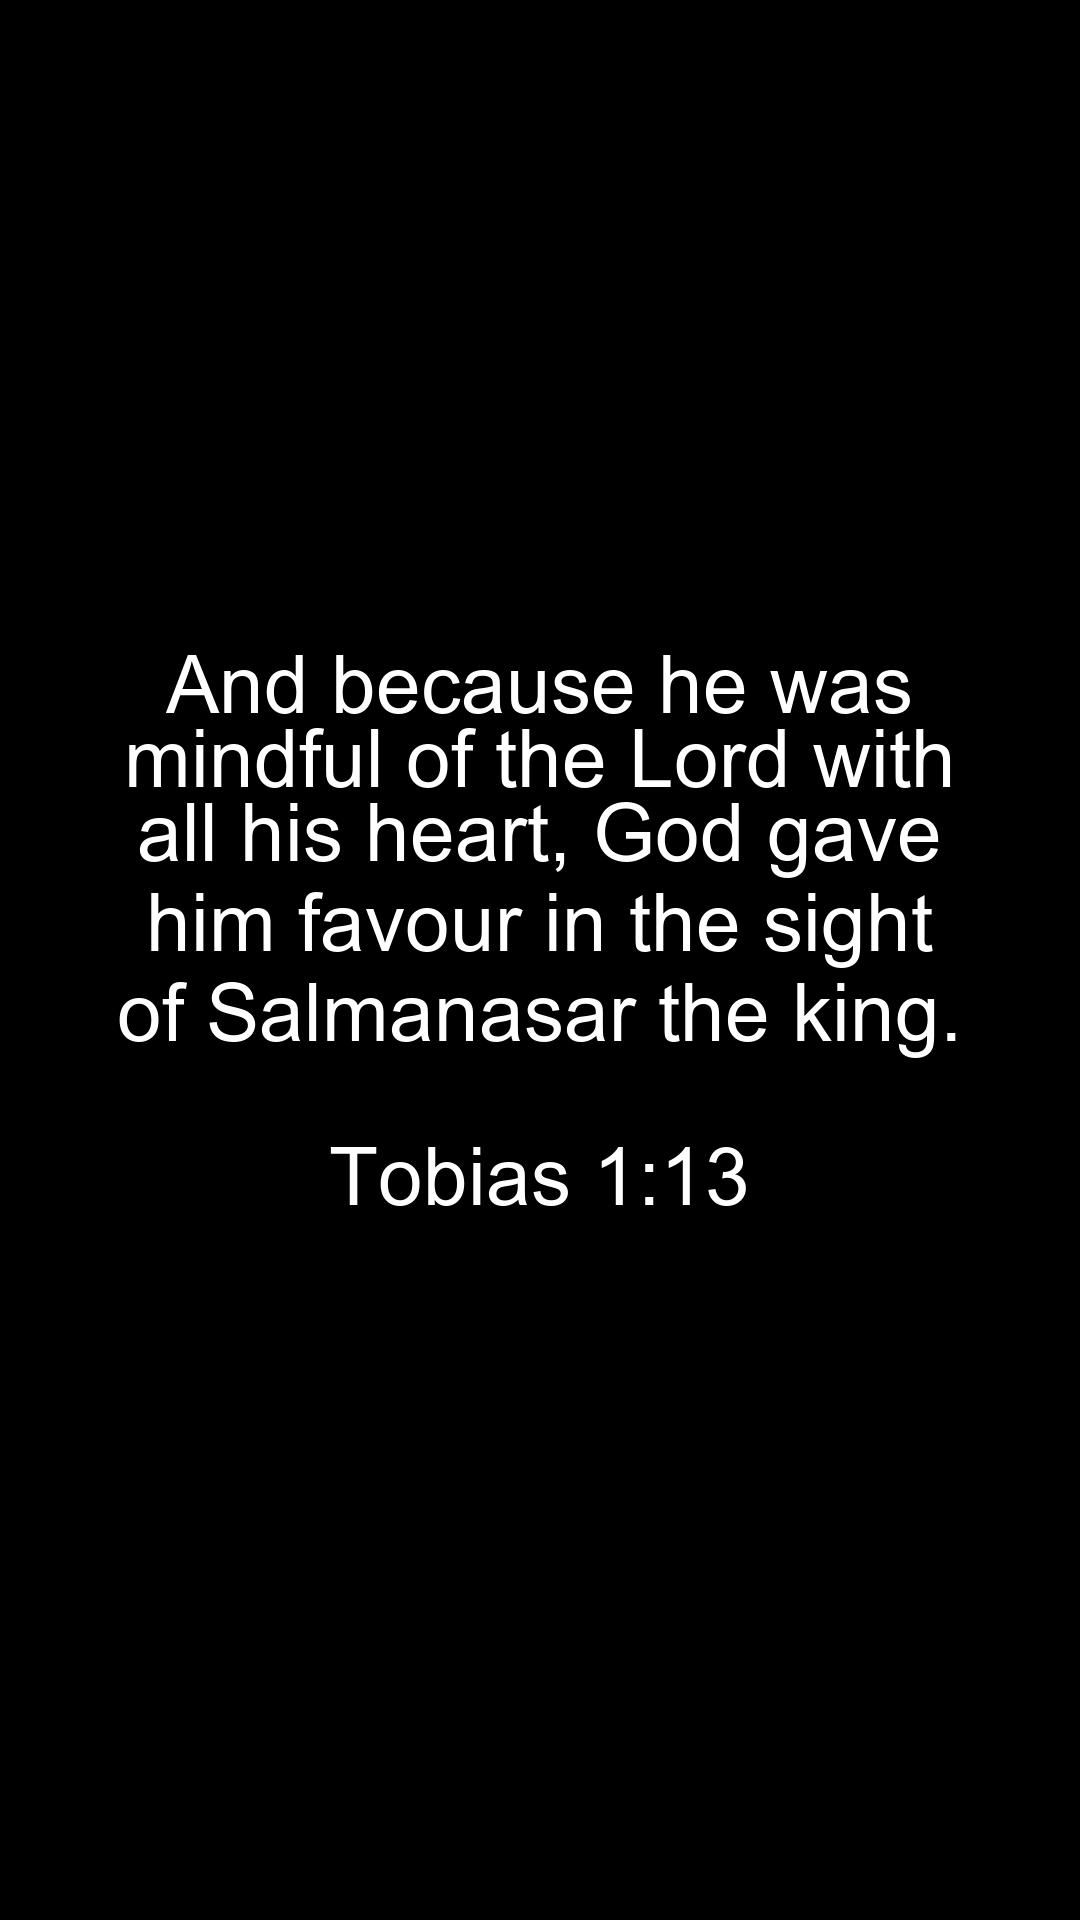 And because he was
mindful of the Lord with
all his heart, God gave
him favour in the sight
of Salmanasar the king.
Tobias 1:13